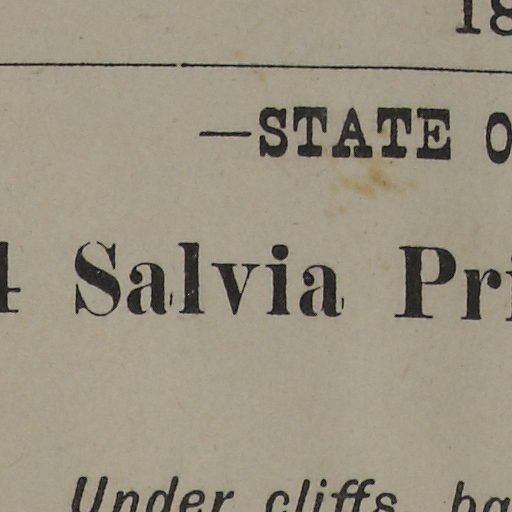 18
—STATE O
4 Salvia Pri
Under cliffs, ba